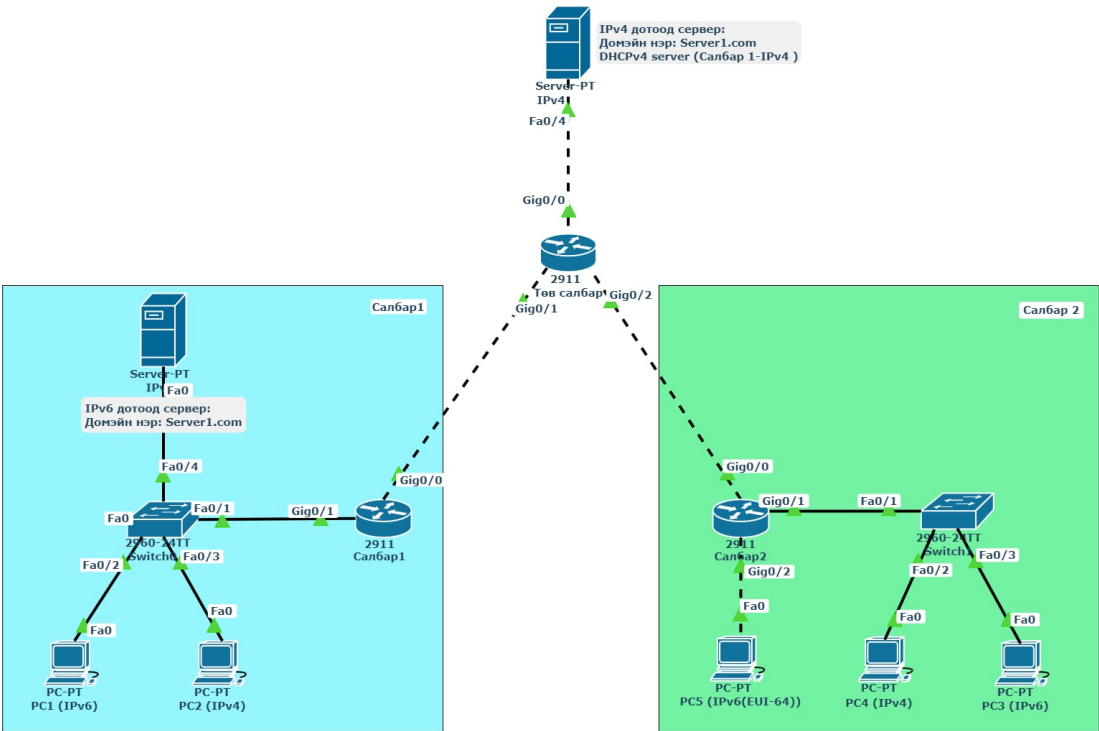 IPv4 дотоод сервер:
Домэйн нэр: Server1.com
DHCPv4 server (Салбар 1-IPv4 )
Server-PT
IPv4
Fa0/4
Gig0/0
2911
Төв салбар
Gig0/1
Gig0/2
Салбар1
Server-PT
Fa0
IPv6 дотоод сервер:
Домэйн нэр: Server1.com
Fa0/4
Fa0
Fa0/1
2960-24TT
Fa0/2
Fa0/3
Fa0
Fa0
PC-PT
PC1 (IPv6)
PC-PT
PC2 (IPv4)
Gig0/1
Gig0/0
2911
Салбар1
Салбар 2
Gig0/0
Gig0/1
Fa0/1
2911
Салбар2
Gig0/2
Fa0
PC-PT
PC5 (IPv6(EUI-64))
2960-24TT
Fa0/2
Fa0/3
Fa0
Fa0
PC-PT
PC4 (IPv4)
PC-PT
PC3 (IPv6)